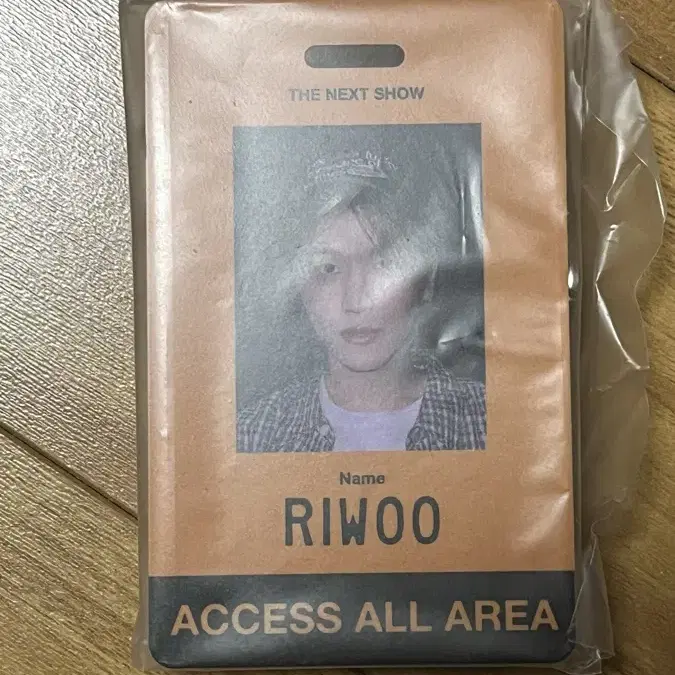 THE NEXT SHOW
Name
RIWOO
ACCESS ALL AREA